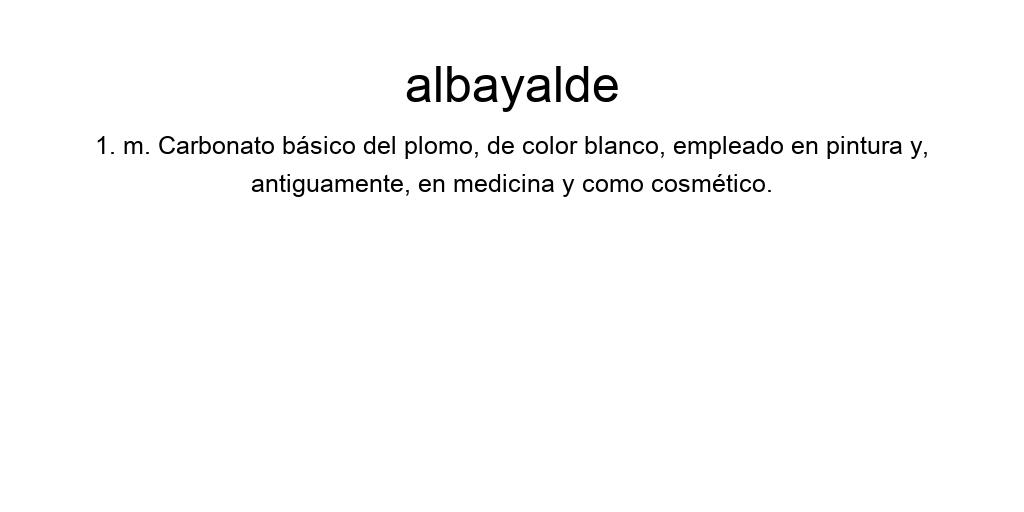 albayalde
1. m. Carbonato básico del plomo, de color blanco, empleado en pintura y,
antiguamente, en medicina y como cosmético.